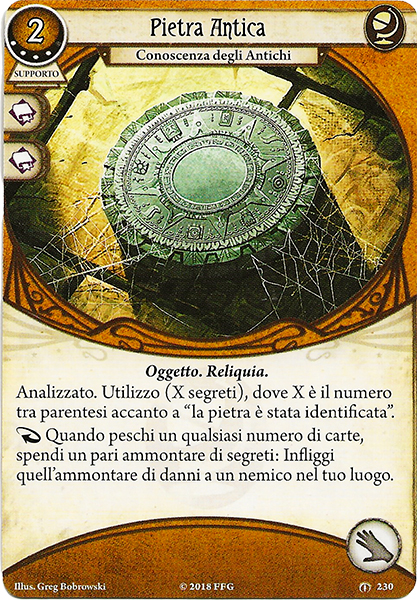 2
Pietra Antica
Conoscenza degli Antichi
SUPPORTO
Oggetto. Reliquia.
Analizzato. Utilizzo (X segreti), dove X è il numero
tra parentesi accanto a “la pietra è stata identificata”.
Quando peschi un qualsiasi numero di carte,
spendi un pari ammontare di segreti: Infliggi
quell’ammontare di danni a un nemico nel tuo luogo.
Illus. Greg Bobrowski © 2018 FFG 230